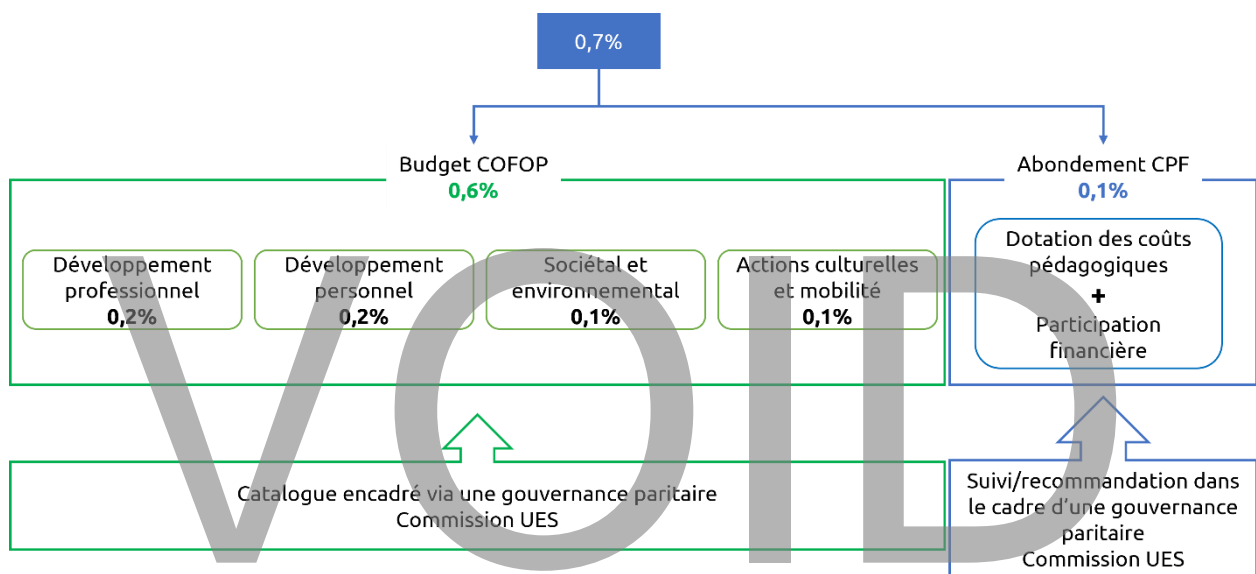 0,7%
Budget COFOP
0,6%
Développement
professionnel
0,2%
Développement
personnel
0,2%
Sociétal et
environnemental
0,1%
Actions culturelles
et mobilité
0,1%
Abondement CPF
0,1%
Dotation des coûts
pédagogiques
+
Participation
financière
Catalogue encadré via une gouvernance paritaire
Commission UES
Suivi/recommandation dans
le cadre d’une gouvernance
paritaire
Commission UES
VOID